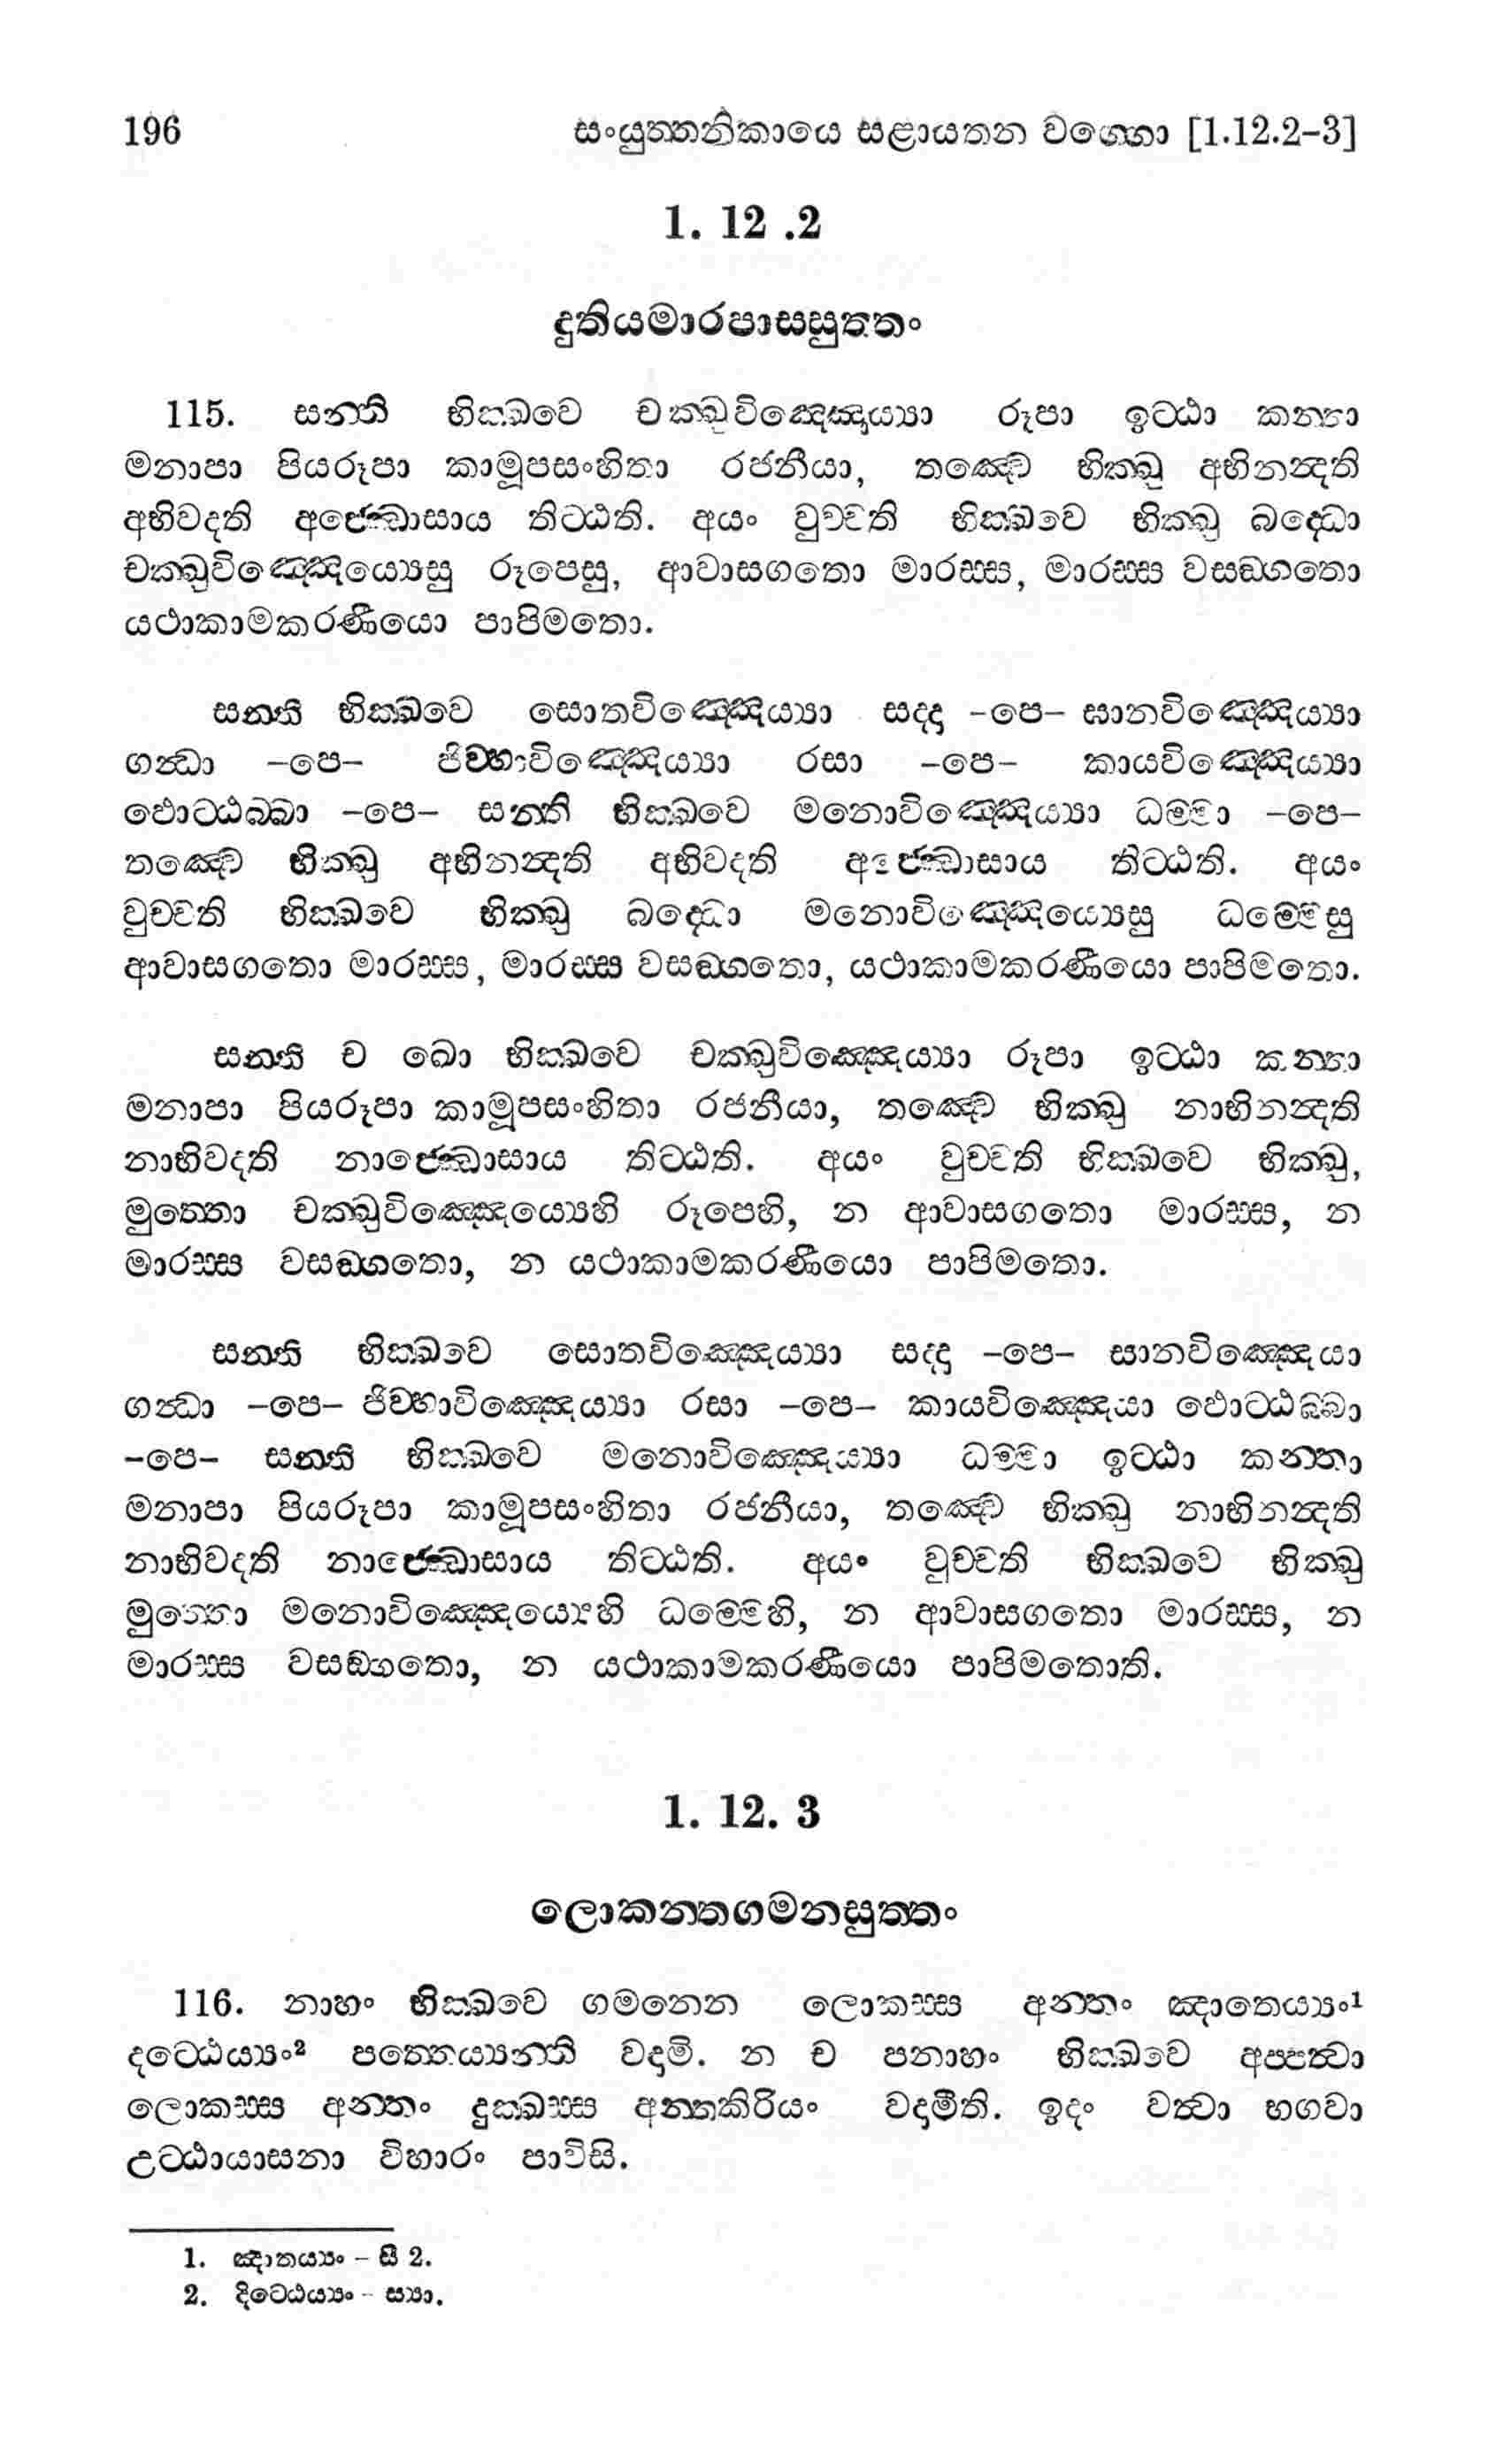 196 සංයුත්තනිකායෙ සළායතන වග්ගො [1.12.2-3]
1. 12 .2
දුතියමාරපාසසුත්තං
115. සන්ති භික්ඛවෙ චක්ඛුවිඤ්ඤෙය්‍යා රූපා ඉට්ඨා කන්තා
මනාපා පියරූපා කාමූපසංහිතා රජනීයා, තඤ්චෙ භික්ඛු අභිනන්දති
අභිවදති අජ්ඣොසාය තිට්ඨති. අයං වුච්චති භික්ඛවෙ භික්ඛු බද්ධො
චක්ඛුවිඤ්ඤෙය්‍යෙසු රූපෙසු, ආවාසගතො මාරස්ස, මාරස්ස වසඞ්ගතො
යථාකාමකරණීයො පාපිමතො.
සන්ති භික්ඛවෙ සොතවිඤ්ඤෙය්‍යා සද්දා -පෙ- ඝානවිඤ්ඤෙය්‍යා
ගන්ධා -පෙ- ජිව්හාවිඤ්ඤෙය්‍යා රසා -පෙ- කායවිඤ්ඤෙය්‍යා
ඵොට්ඨබ්බා -පෙ- සන්ති භික්ඛවෙ මනොවිඤ්ඤෙය්‍යා ධම්මා -පෙ-
තඤ්චෙ භික්ඛු අභිනන්දති අභිවදති අජ්ඣොසාය තිට්ඨති. අයං
වුච්චති භික්ඛවෙ භික්ඛු බද්ධො මනොවිඤ්ඤෙය්‍යෙසු ධම්මෙසු
ආවාසගතො මාරස්ස, මාරස්ස වසඞ්ගතො, යථාකාමකරණීයො පාපිමතො.
සන්ති ච ඛො භික්ඛවෙ චක්ඛුවිඤ්ඤෙය්‍යා රූපා ඉට්ඨා කන්තා
මනාපා පියරූපා කාමූපසංහිතා රජනීයා, තඤ්චෙ භික්ඛු නාභිනන්දති
නාභිවදති නාජ්ඣොසාය තිට්ඨති. අයං වුච්චති භික්ඛවෙ භික්ඛු,
මුත්තො චක්ඛුවිඤ්ඤෙය්‍යෙහි රූපෙහි, න ආවාසගතො මාරස්ස, න
මාරස්ස වසඞ්ගතො, න යථාකාමකරණීයො පාපිමතො.
සන්ති භික්ඛවෙ සොතවිඤ්ඤෙය්‍යා සද්දා -පෙ- ඝානවිඤ්ඤෙයා
ගන්ධා -පෙ- ජිව්හාවිඤ්ඤෙය්‍යා රසා -පෙ- කායවිඤ්ඤෙයා ඵොට්ඨබ්බා
-පෙ- සන්ති භික්ඛවෙ මනොවිඤ්ඤෙය්‍යා ධම්මා ඉට්ඨා කන්තා
මනාපා පියරූපා කාමූපසංහිතා රජනීයා, තඤ්චෙ භික්ඛු නාභිනන්දති
නාභිවදති නාජ්ඣොසාය තිට්ඨති. අයං වුච්චති භික්ඛවෙ භික්ඛු
මුත්තො මනොවිඤ්ඤෙය්‍යෙහි ධම්මෙහි, න ආවාසගතො මාරස්ස, න
මාරස්ස වසඞ්ගතො, න යථාකාමකරණීයො පාපිමතොති.
1. 12. 3
ලොකන්තගමනසුත්තං
116. නාහං භික්ඛවෙ ගමනෙන ලොකස්ස අන්තං ඤාතෙය්‍යං¹
දට්ඨෙය්‍යං² පත්තෙය්‍යන්ති වදාමි. න ච පනාහං භික්ඛවෙ අප්පත්වා
ලොකස්ස අන්තං දුක්ඛස්ස අන්තකිරියං වදාමීති. ඉදං වත්වා භගවා
උට්ඨායාසනා විහාරං පාවිසි.
1. ඤාතය්‍යං - සී 2.
2. දිට්ඨෙය්‍යං - ස්‍යා.